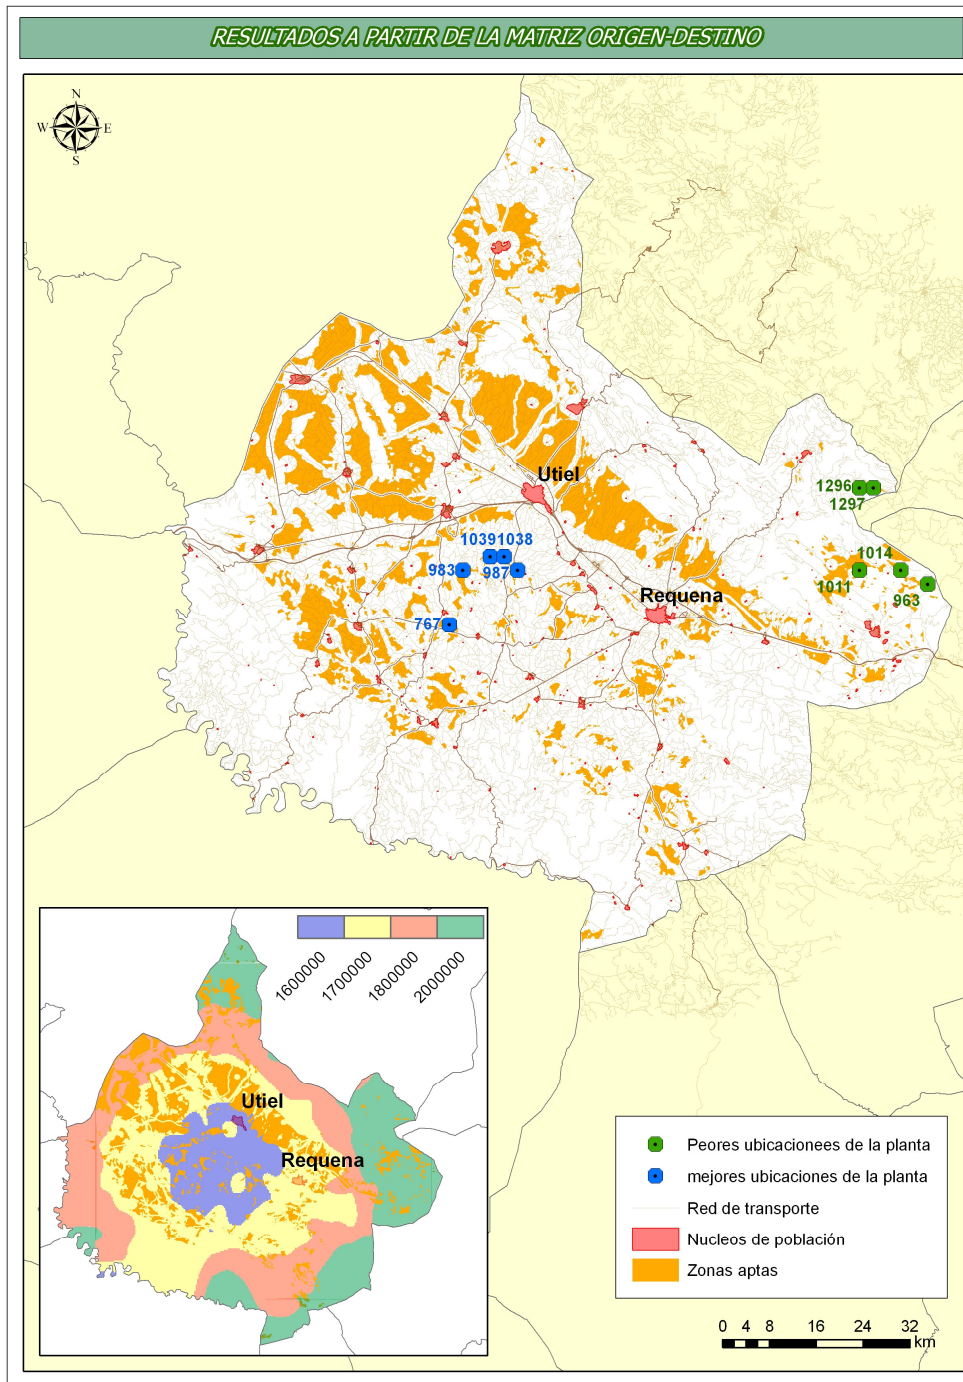 RESULTADOS A PARTIR DE LA MATRIZ ORIGEN-DESTINO
N
W E
S
Utiel
1296
1297
10391038
983
987
1014
1011
963
Requena
767
1600000
1700000
1800000
2000000
Utiel
Requena
Peores ubicacionees de la planta
mejores ubicaciones de la planta
Red de transporte
Nucleos de población
Zonas aptas
0 4 8 16 24 32
km